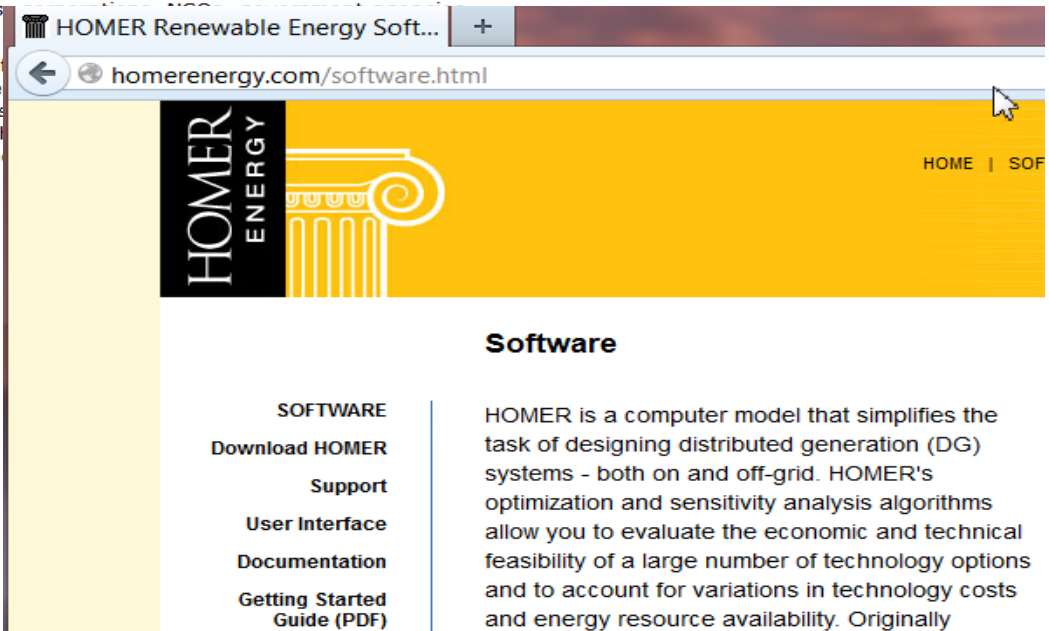 corporations, NGOs, government agencies
HOMER Renewable Energy Soft... +
homerenergy.com/software.html
HOMER
ENERGY
HOME | SOF
Software
SOFTWARE
Download HOMER
Support
User Interface
Documentation
Getting Started
Guide (PDF)
HOMER is a computer model that simplifies the
task of designing distributed generation (DG)
systems - both on and off-grid. HOMER's
optimization and sensitivity analysis algorithms
allow you to evaluate the economic and technical
feasibility of a large number of technology options
and to account for variations in technology costs
and energy resource availability. Originally